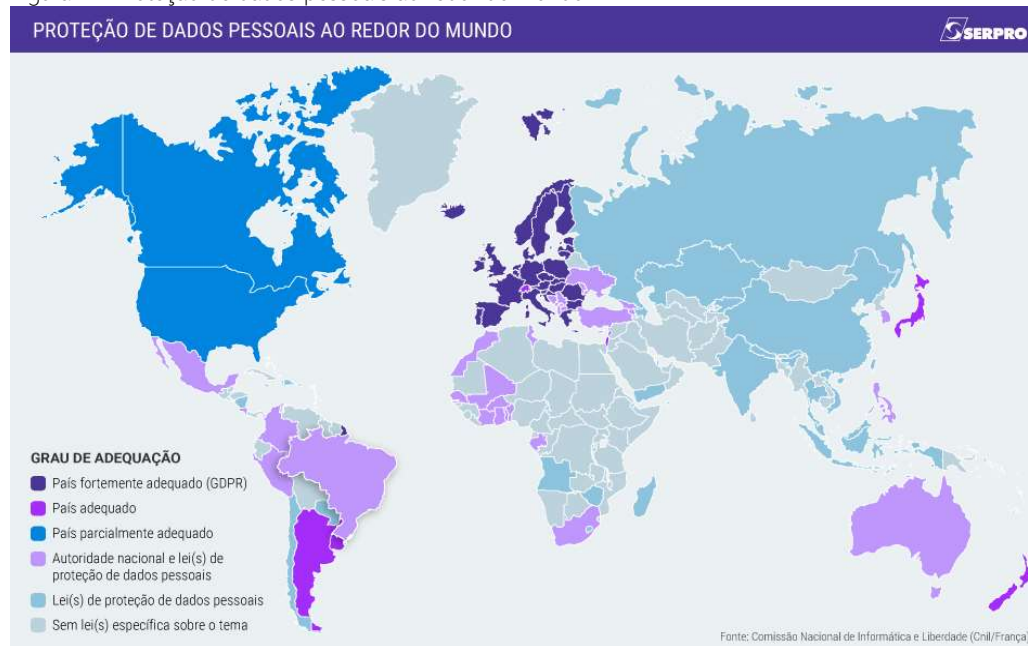 PROTEÇÃO DE DADOS PESSOAIS AO REDOR DO MUNDO
SERPRO
GRAU DE ADEQUAÇÃO
País fortemente adequado (GDPR)
País adequado
País parcialmente adequado
Autoridade nacional e lei(s) de
proteção de dados pessoais
Lei(s) de proteção de dados pessoais
Sem lei(s) específica sobre o tema
Fonte: Comissão Nacional de Informática e Liberdade (Cnil/França)